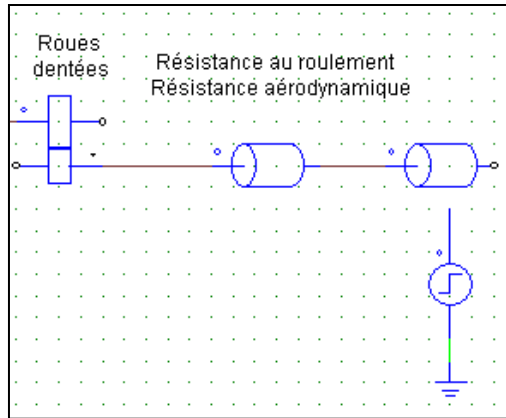 Roues
dentées
Résistance au roulement
Résistance aérodynamique